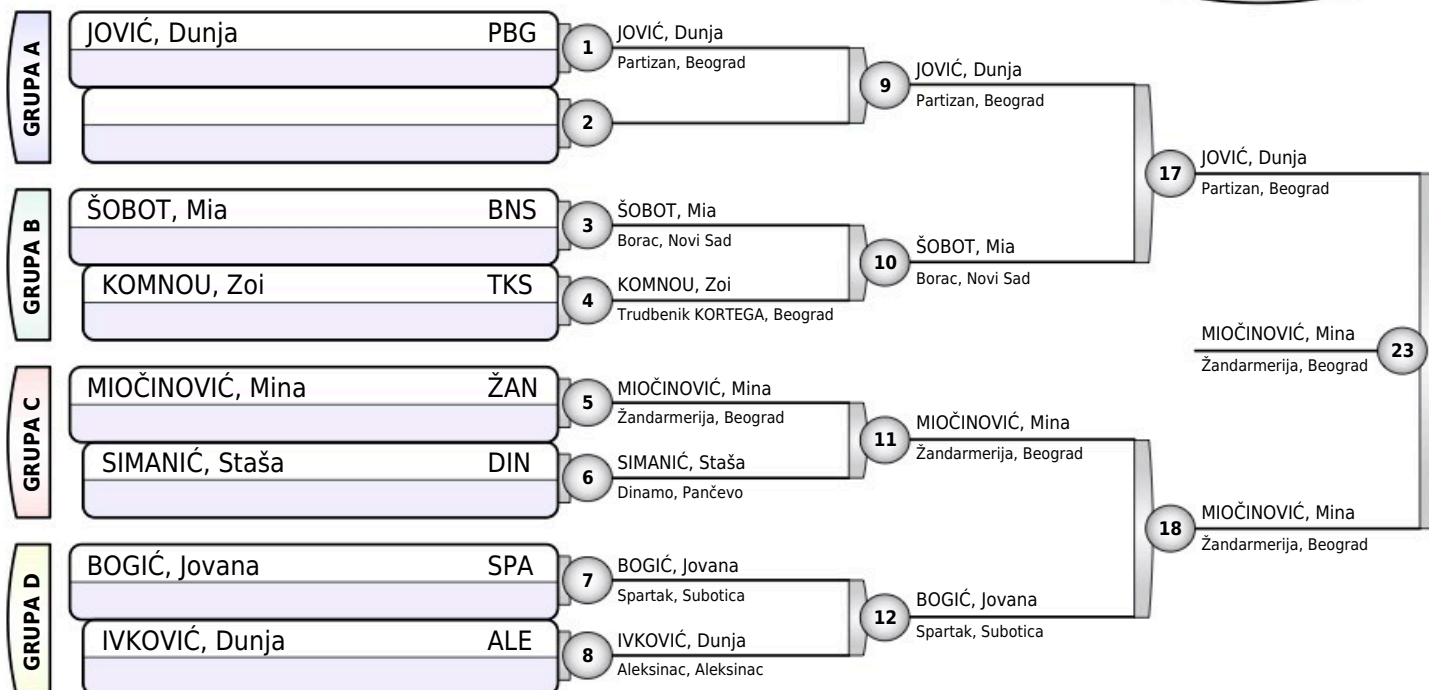 GRUPA A
JOVIĆ, Dunja PBG
1
JOVIĆ, Dunja
Partizan, Beograd
2
9
JOVIĆ, Dunja
Partizan, Beograd
GRUPA B
ŠOBOT, Mia BNS
3
ŠOBOT, Mia
Borac, Novi Sad
KOMNOU, Zoi TKS
4
KOMNOU, Zoi
Trudbenik KORTEGA, Beograd
10
ŠOBOT, Mia
Borac, Novi Sad
17
JOVIĆ, Dunja
Partizan, Beograd
GRUPA C
MIOČINOVIĆ, Mina ŽAN
5
MIOČINOVIĆ, Mina
Žandarmerija, Beograd
SIMANIĆ, Staša DIN
6
SIMANIĆ, Staša
Dinamo, Pančevo
11
MIOČINOVIĆ, Mina
Žandarmerija, Beograd
GRUPA D
BOGIĆ, Jovana SPA
7
BOGIĆ, Jovana
Spartak, Subotica
IVKOVIĆ, Dunja ALE
8
IVKOVIĆ, Dunja
Aleksinac, Aleksinac
12
BOGIĆ, Jovana
Spartak, Subotica
18
MIOČINOVIĆ, Mina
Žandarmerija, Beograd
MIOČINOVIĆ, Mina
Žandarmerija, Beograd
23